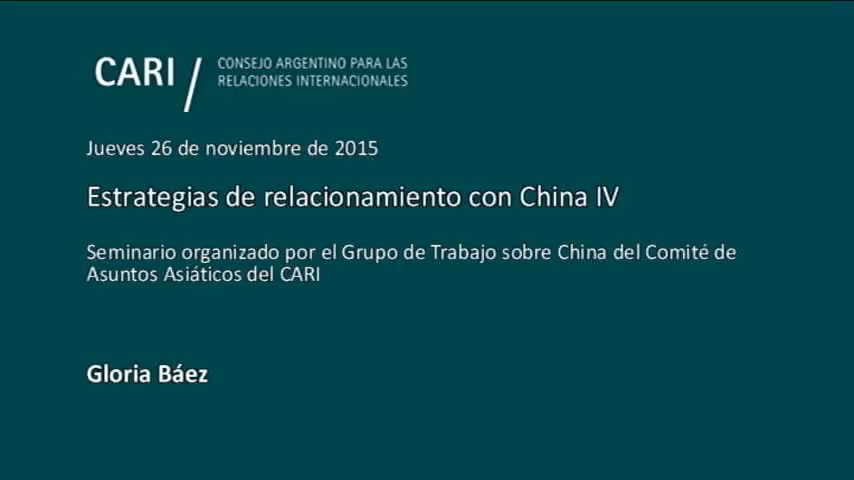 CARI / CONSEJO ARGENTINO PARA LAS
RELACIONES INTERNACIONALES
Jueves 26 de noviembre de 2015
Estrategias de relacionamiento con China IV
Seminario organizado por el Grupo de Trabajo sobre China del Comité de
Asuntos Asiáticos del CARI
Gloria Báez